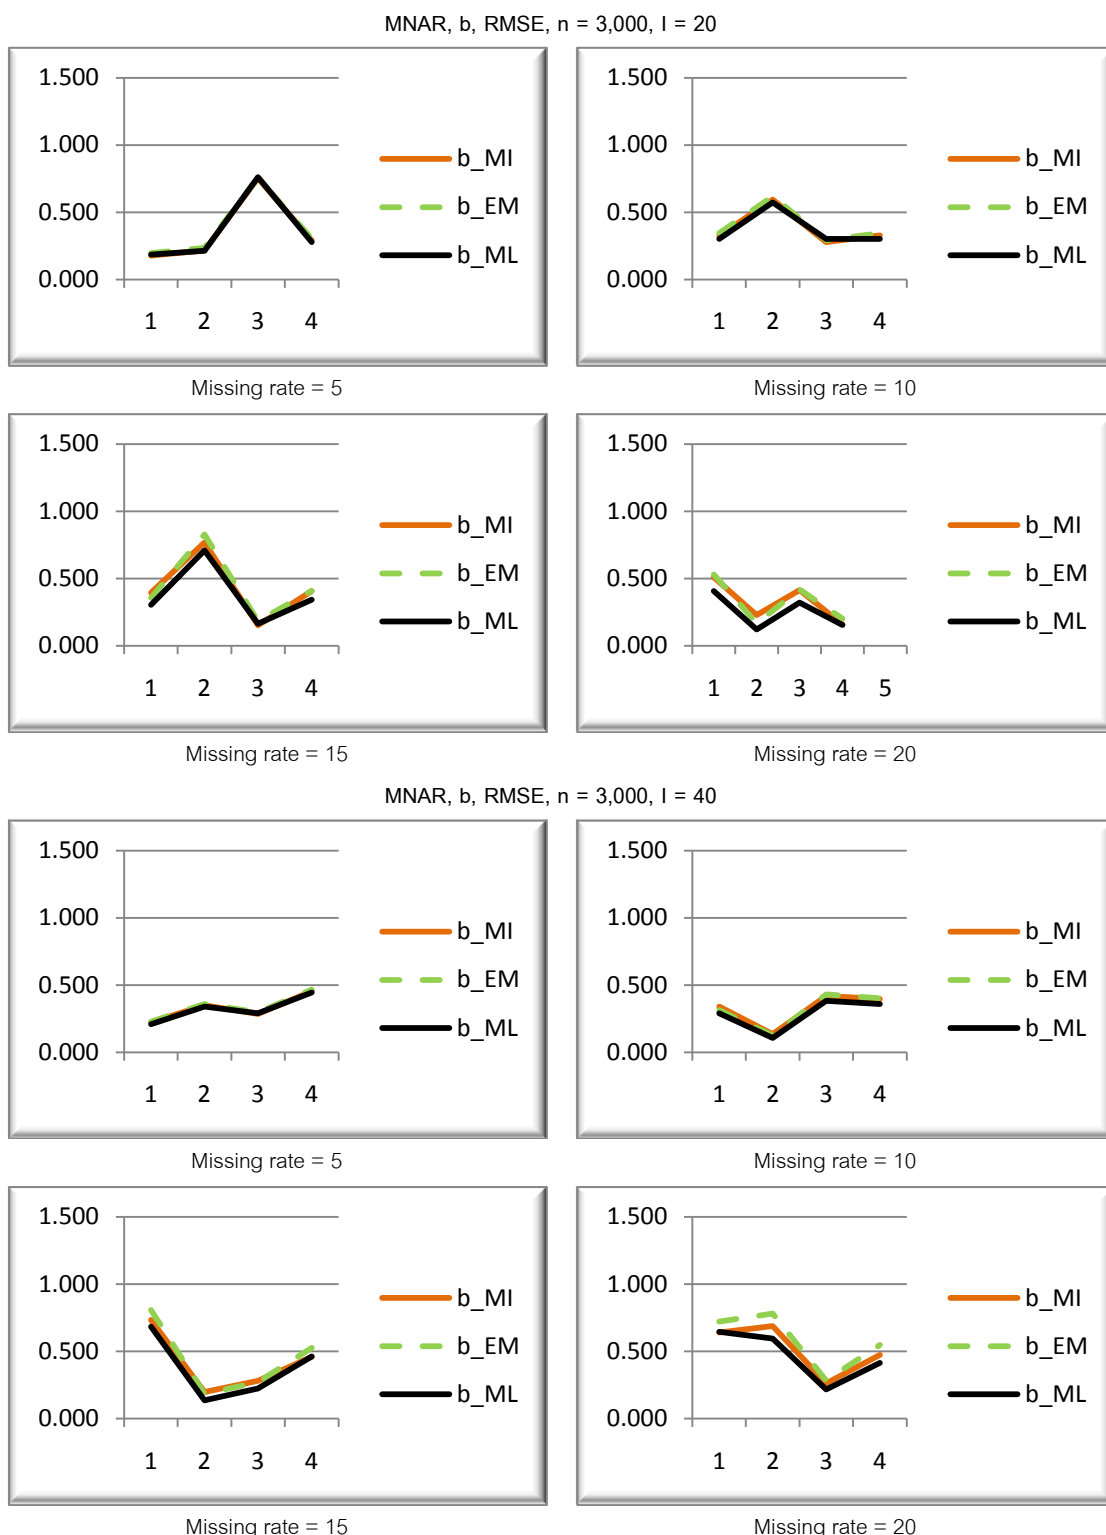 MNAR, b, RMSE, n = 3,000, I = 20
1.500
1.000
0.500
0.000
1 2 3 4
b_MI
b_EM
b_ML
Missing rate = 5
1.500
1.000
0.500
0.000
1 2 3 4
b_MI
b_EM
b_ML
Missing rate = 10
1.500
1.000
0.500
0.000
1 2 3 4
b_MI
b_EM
b_ML
Missing rate = 15
1.500
1.000
0.500
0.000
1 2 3 4 5
b_MI
b_EM
b_ML
Missing rate = 20
MNAR, b, RMSE, n = 3,000, I = 40
1.500
1.000
0.500
0.000
1 2 3 4
b_MI
b_EM
b_ML
Missing rate = 5
1.500
1.000
0.500
0.000
1 2 3 4
b_MI
b_EM
b_ML
Missing rate = 10
1.500
1.000
0.500
0.000
1 2 3 4
b_MI
b_EM
b_ML
Missing rate = 15
1.500
1.000
0.500
0.000
1 2 3 4
b_MI
b_EM
b_ML
Missing rate = 20